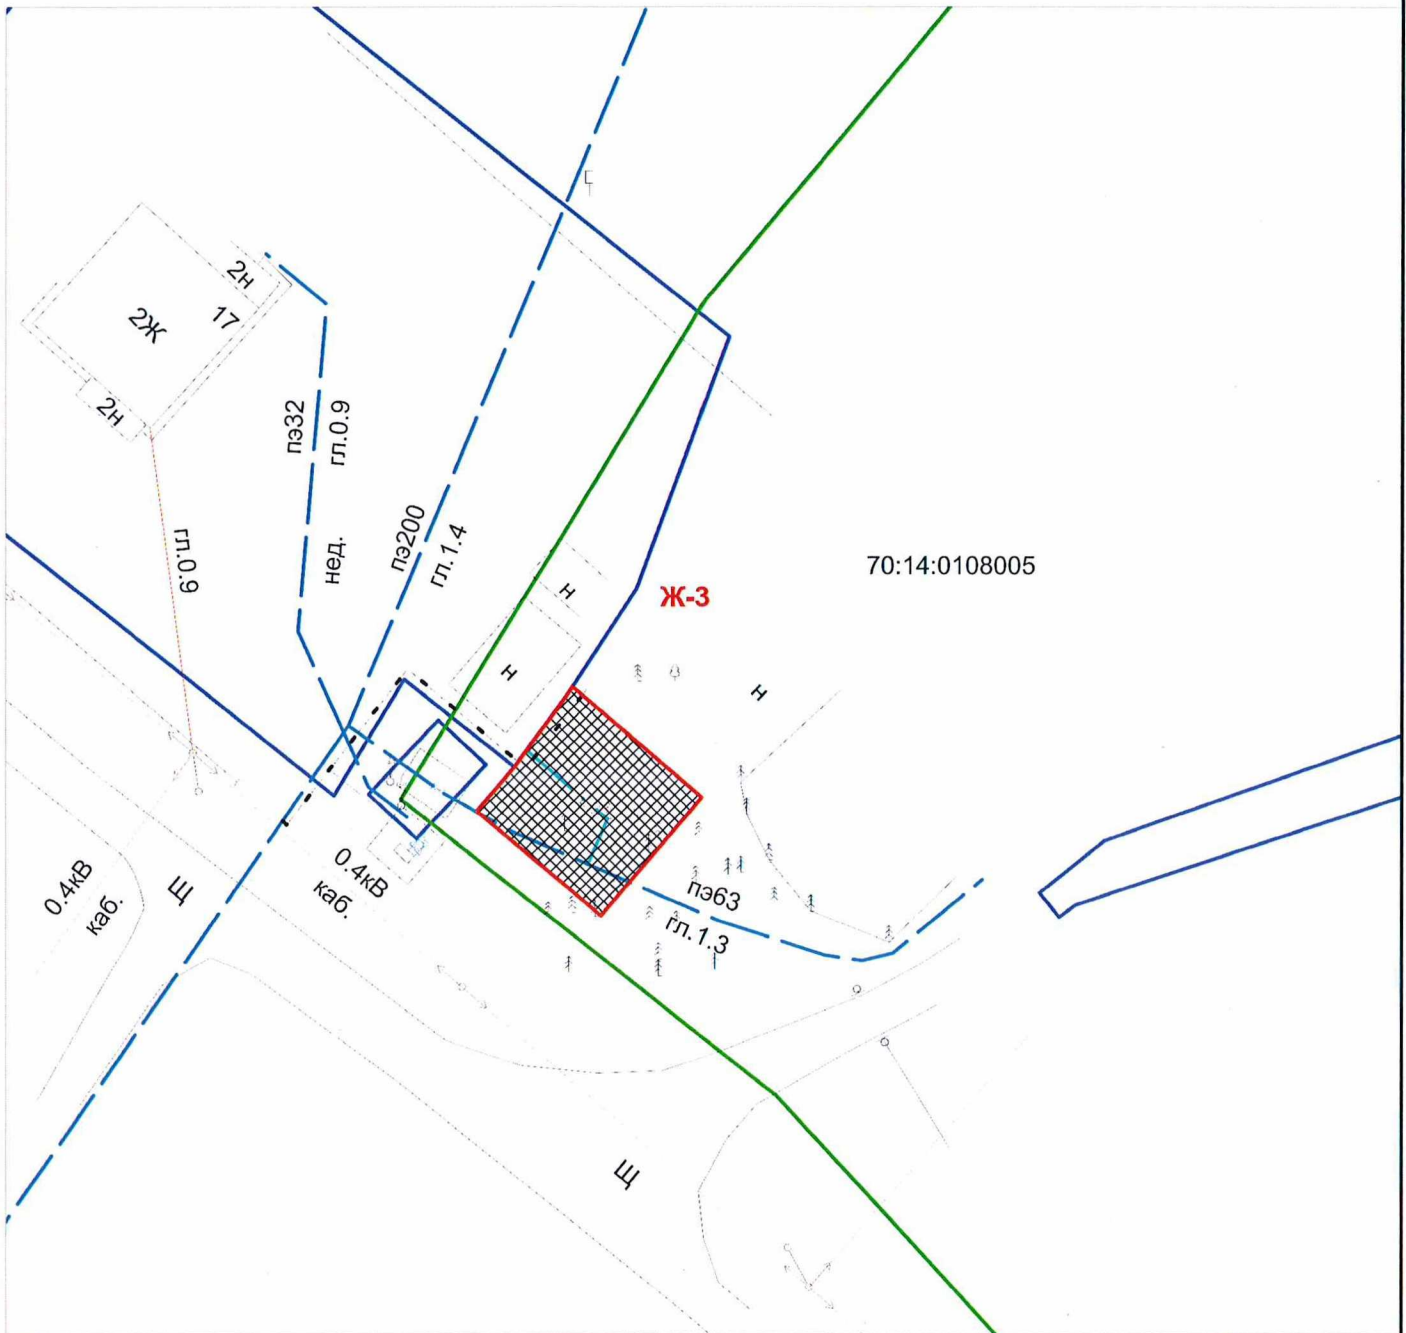 2н
17
2Ж
2н
пэ32
гл.0.9
гл.0.9
нед.
пэ200
гл.1.4
70:14:0108005
Ж-3
н
н
н
0.4кВ
каб.
Щ
0.4кВ
каб.
пэ63
гл.1.3
Щ